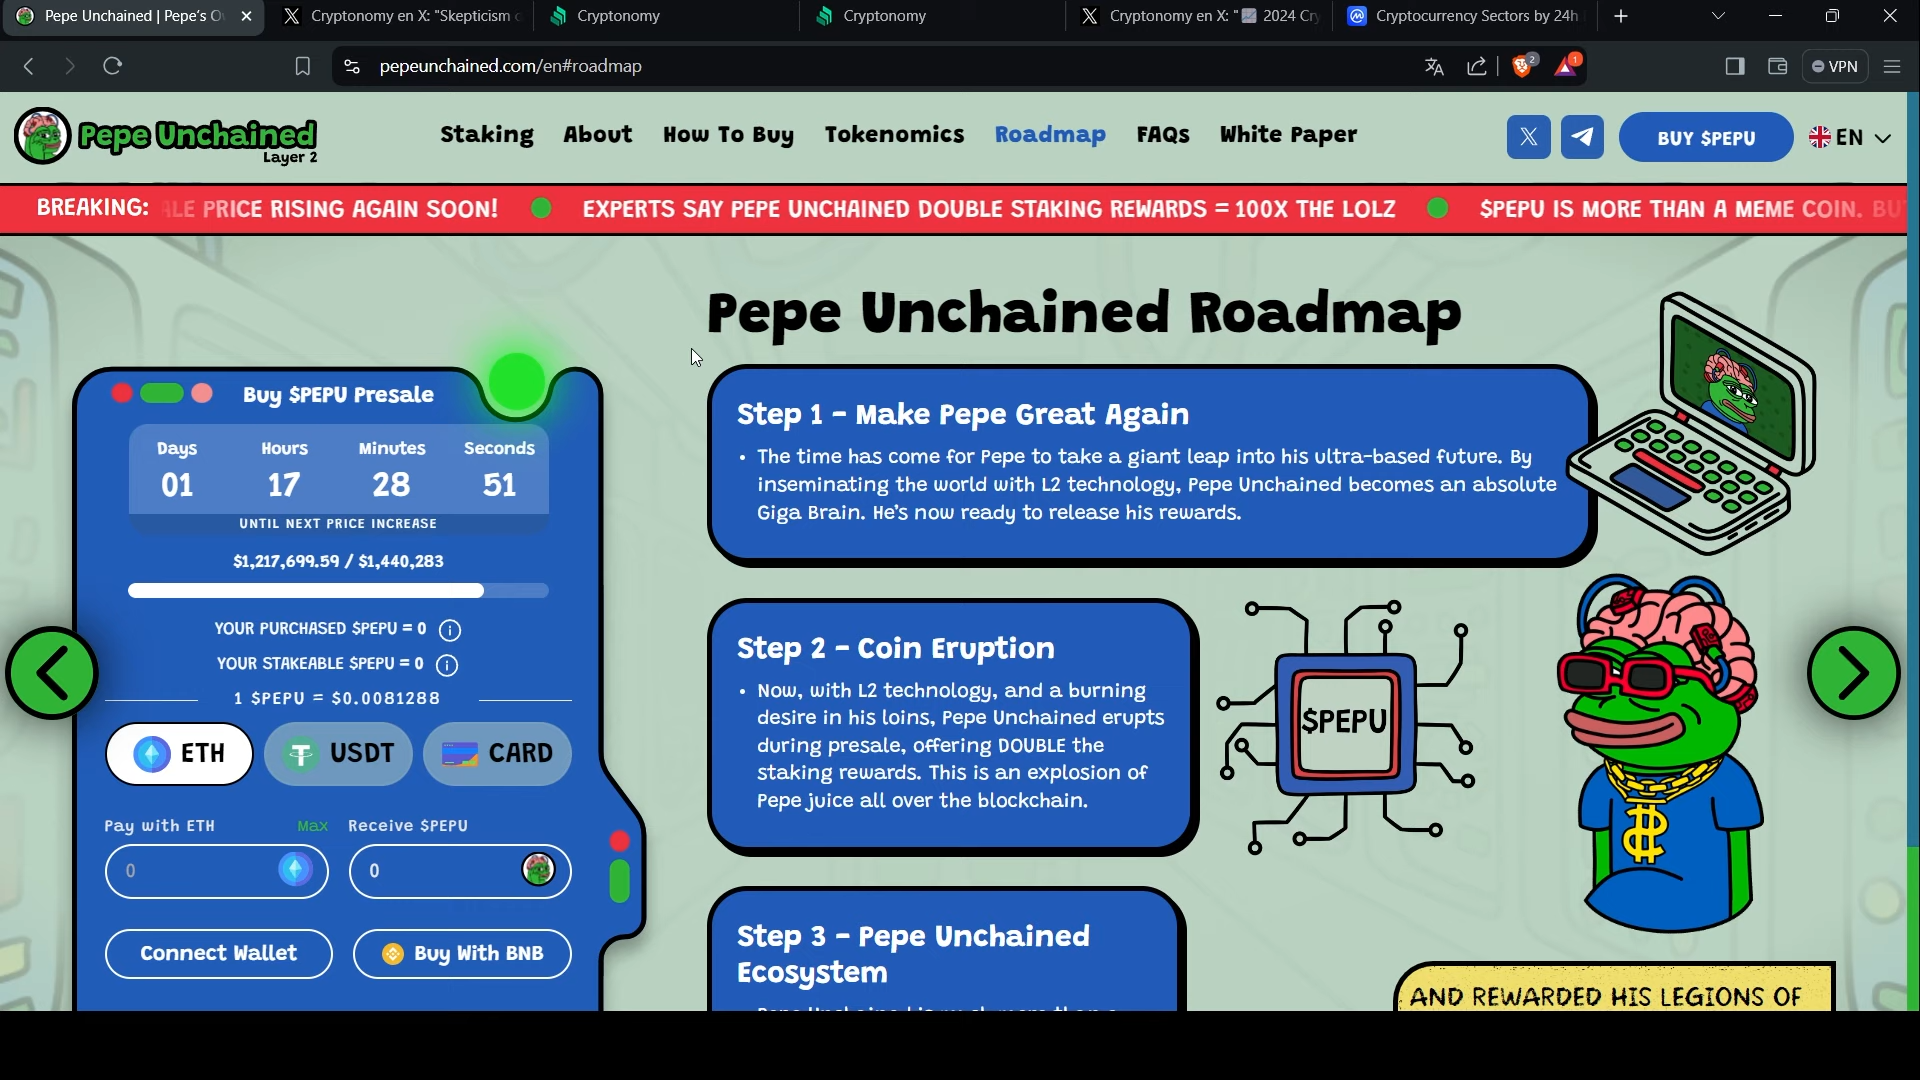 Pepe Unchained | Pepe's O
Cryptonomy en X: "Skepticism o
Cryptonomy
Cryptonomy
Cryptonomy en X: "📈 2024 Cry
Cryptocurrency Sectors by 24h
pepeunchained.com/en#roadmap
2
1
VPN
Pepe Unchained
Layer 2
Staking
About
How To Buy
Tokenomics
Roadmap
FAQs
White Paper
BUY $PEPU
EN
BREAKING:
LE PRICE RISING AGAIN SOON!
EXPERTS SAY PEPE UNCHAINED DOUBLE STAKING REWARDS = 100X THE LOLZ
$PEPU IS MORE THAN A MEME COIN. BU
Buy $PEPU Presale
Days Hours Minutes Seconds
01 17 28 51
UNTIL NEXT PRICE INCREASE
$1,217,699.59 / $1,440,283
YOUR PURCHASED $PEPU = 0
YOUR STAKEABLE $PEPU = 0
1 $PEPU = $0.0081288
ETH
USDT
CARD
Pay with ETH Max
Receive $PEPU
0
0
Connect Wallet
Buy With BNB
Pepe Unchained Roadmap
Step 1 – Make Pepe Great Again
• The time has come for Pepe to take a giant leap into his ultra-based future. By
inseminating the world with L2 technology, Pepe Unchained becomes an absolute
Giga Brain. He's now ready to release his rewards.
Step 2 – Coin Eruption
• Now, with L2 technology, and a burning
desire in his loins, Pepe Unchained erupts
during presale, offering DOUBLE the
staking rewards. This is an explosion of
Pepe juice all over the blockchain.
$PEPU
Step 3 – Pepe Unchained
Ecosystem
AND REWARDED HIS LEGIONS OF